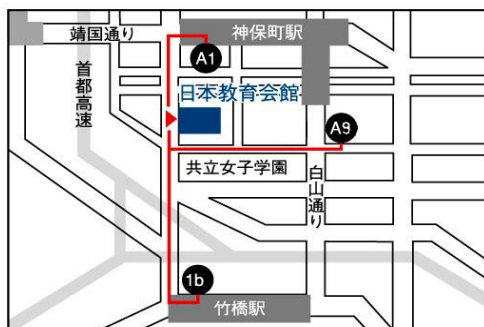 靖国通り
神保町駅
首都高速
A1
日本教育会館
A9
共立女子学園
白山通り
1b
竹橋駅